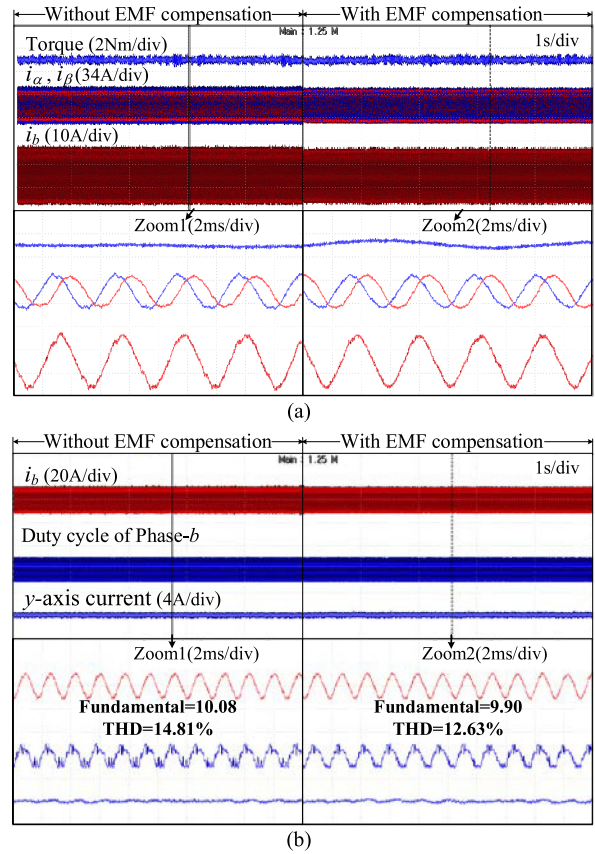 Without EMF compensation With EMF compensation
Main : 1.25 M
Torque (2Nm/div) 1s/div
iα , iβ (34A/div)
ib (10A/div)
Zoom1(2ms/div) Zoom2(2ms/div)
(a)
Without EMF compensation With EMF compensation
Main : 1.25 M
ib (20A/div) 1s/div
Duty cycle of Phase-b
y-axis current (4A/div)
Zoom1(2ms/div) Zoom2(2ms/div)
Fundamental=10.08 Fundamental=9.90
THD=14.81% THD=12.63%
(b)